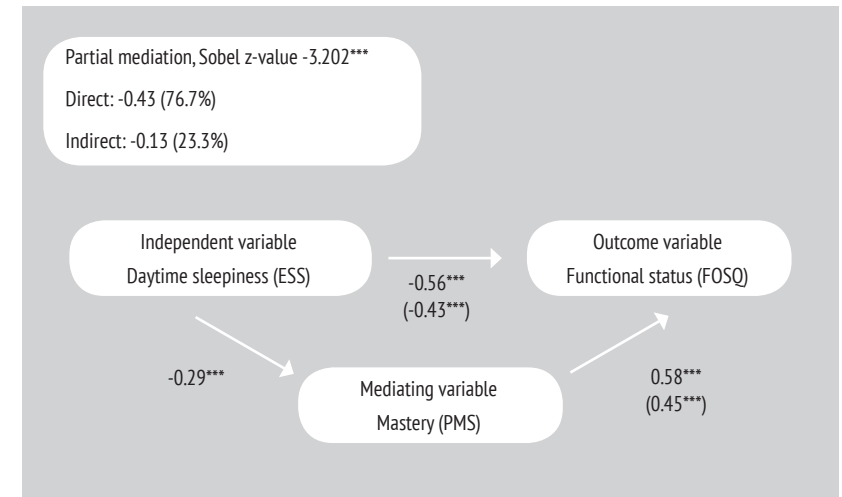 Partial mediation, Sobel z-value -3.202***
Direct: -0.43 (76.7%)
Indirect: -0.13 (23.3%)
Independent variable
Daytime sleepiness (ESS)
-0.56***
(-0.43***)
Outcome variable
Functional status (FOSQ)
-0.29***
Mediating variable
Mastery (PMS)
0.58***
(0.45***)